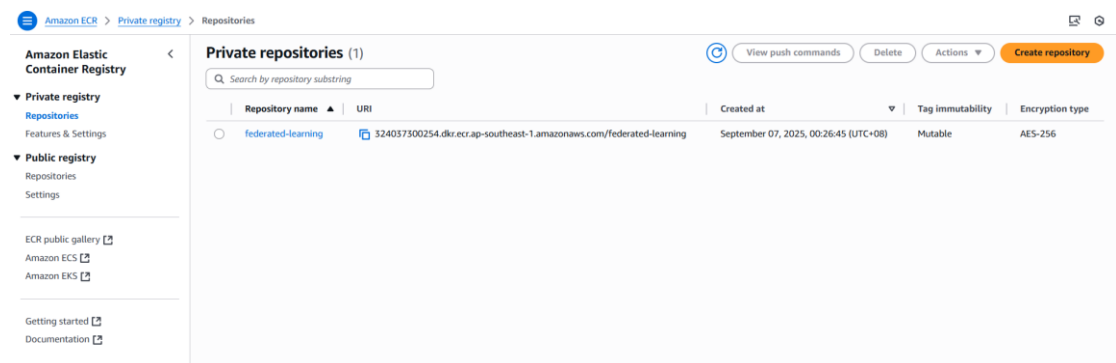 Amazon ECR > Private registry > Repositories
Amazon Elastic
Container Registry
Private registry
Repositories
Features & Settings
Public registry
Repositories
Settings
ECR public gallery
Amazon ECS
Amazon EKS
Getting started
Documentation
Private repositories (1)
View push commands
Delete
Actions
Create repository
Search by repository substring
Repository name URI Created at Tag immutability Encryption type
federated-learning 324037300254.dkr.ecr.ap-southeast-1.amazonaws.com/federated-learning September 07, 2025, 00:26:45 (UTC+08) Mutable AES-256